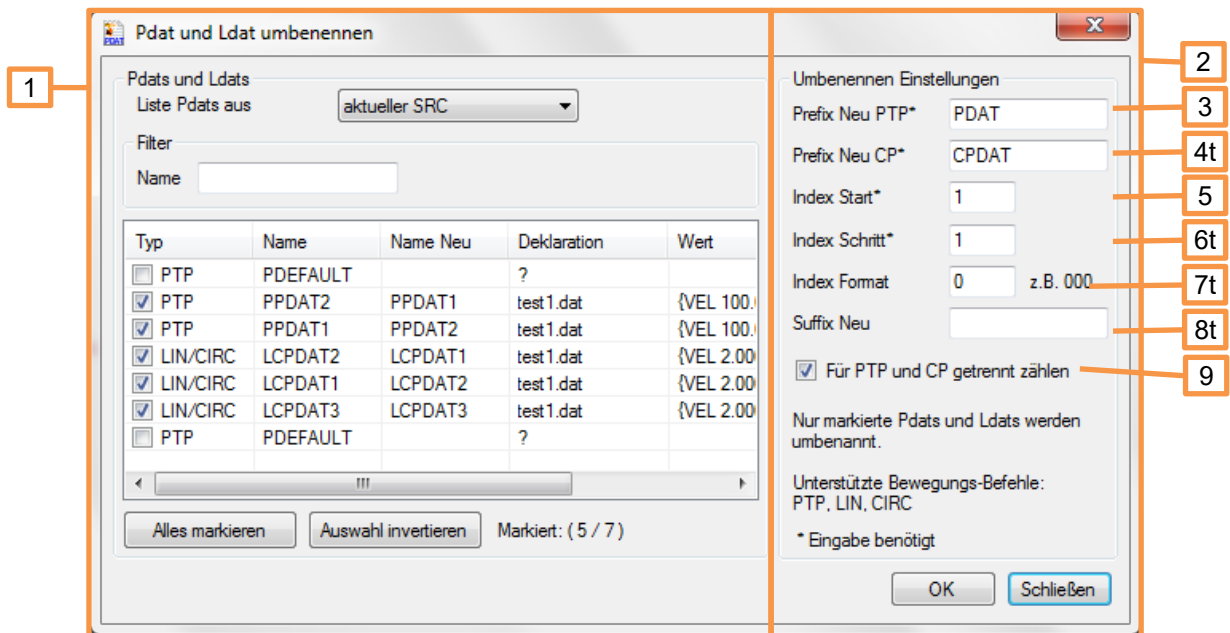 Pdat und Ldat umbenennen
1
2
Pdats und Ldats
Liste Pdats aus aktueller SRC
Filter
Name
Typ Name Name Neu Deklaration Wert
PTP PDEFAULT ?
PTP PPDAT2 PPDAT1 test1.dat {VEL 100.
PTP PPDAT1 PPDAT2 test1.dat {VEL 100.
LIN/CIRC LCPDAT2 LCPDAT1 test1.dat {VEL 2.00
LIN/CIRC LCPDAT1 LCPDAT2 test1.dat {VEL 2.00
LIN/CIRC LCPDAT3 LCPDAT3 test1.dat {VEL 2.00
PTP PDEFAULT ?
Alles markieren Auswahl invertieren Markiert: ( 5 / 7 )
Umbenennen Einstellungen
Prefix Neu PTP* PDAT 3
Prefix Neu CP* CPDAT 4t
Index Start* 1 5
Index Schritt* 1 6t
Index Format 0 z.B. 000 7t
Suffix Neu 8t
Für PTP und CP getrennt zählen 9
Nur markierte Pdats und Ldats werden
umbenannt.
Unterstützte Bewegungs-Befehle:
PTP, LIN, CIRC
* Eingabe benötigt
OK Schließen